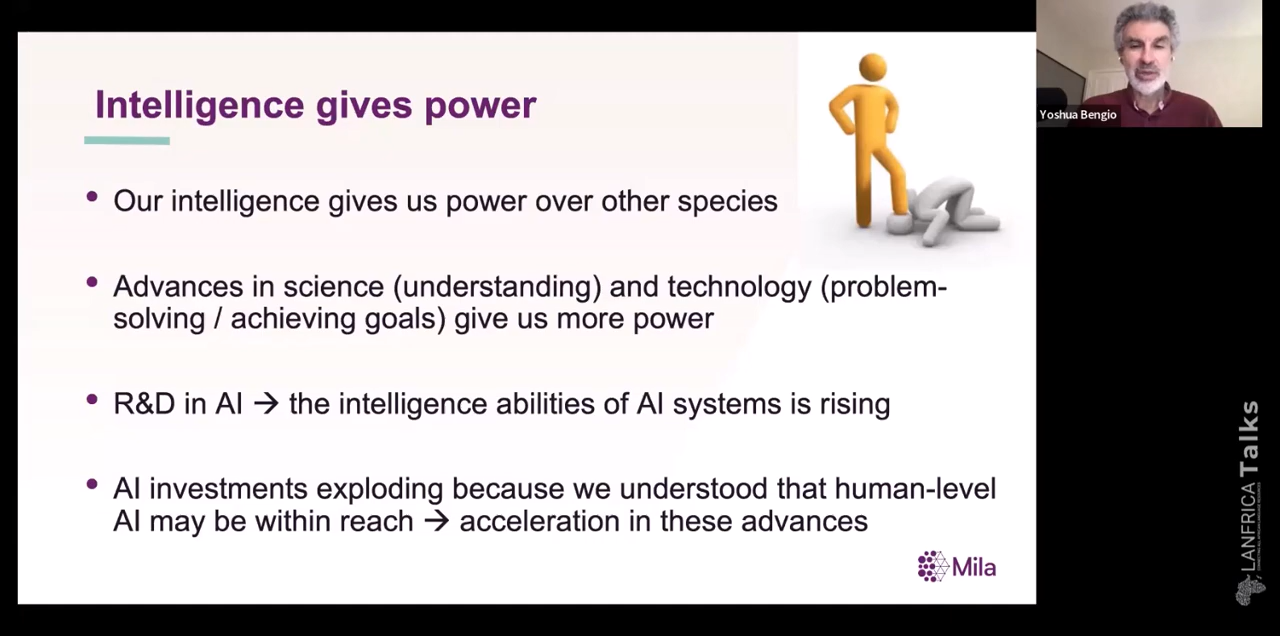 Intelligence gives power
• Our intelligence gives us power over other species
• Advances in science (understanding) and technology (problem-
solving / achieving goals) give us more power
• R&D in AI → the intelligence abilities of AI systems is rising
• AI investments exploding because we understood that human-level
AI may be within reach → acceleration in these advances
Mila
Yoshua Bengio
LANFRICA Talks